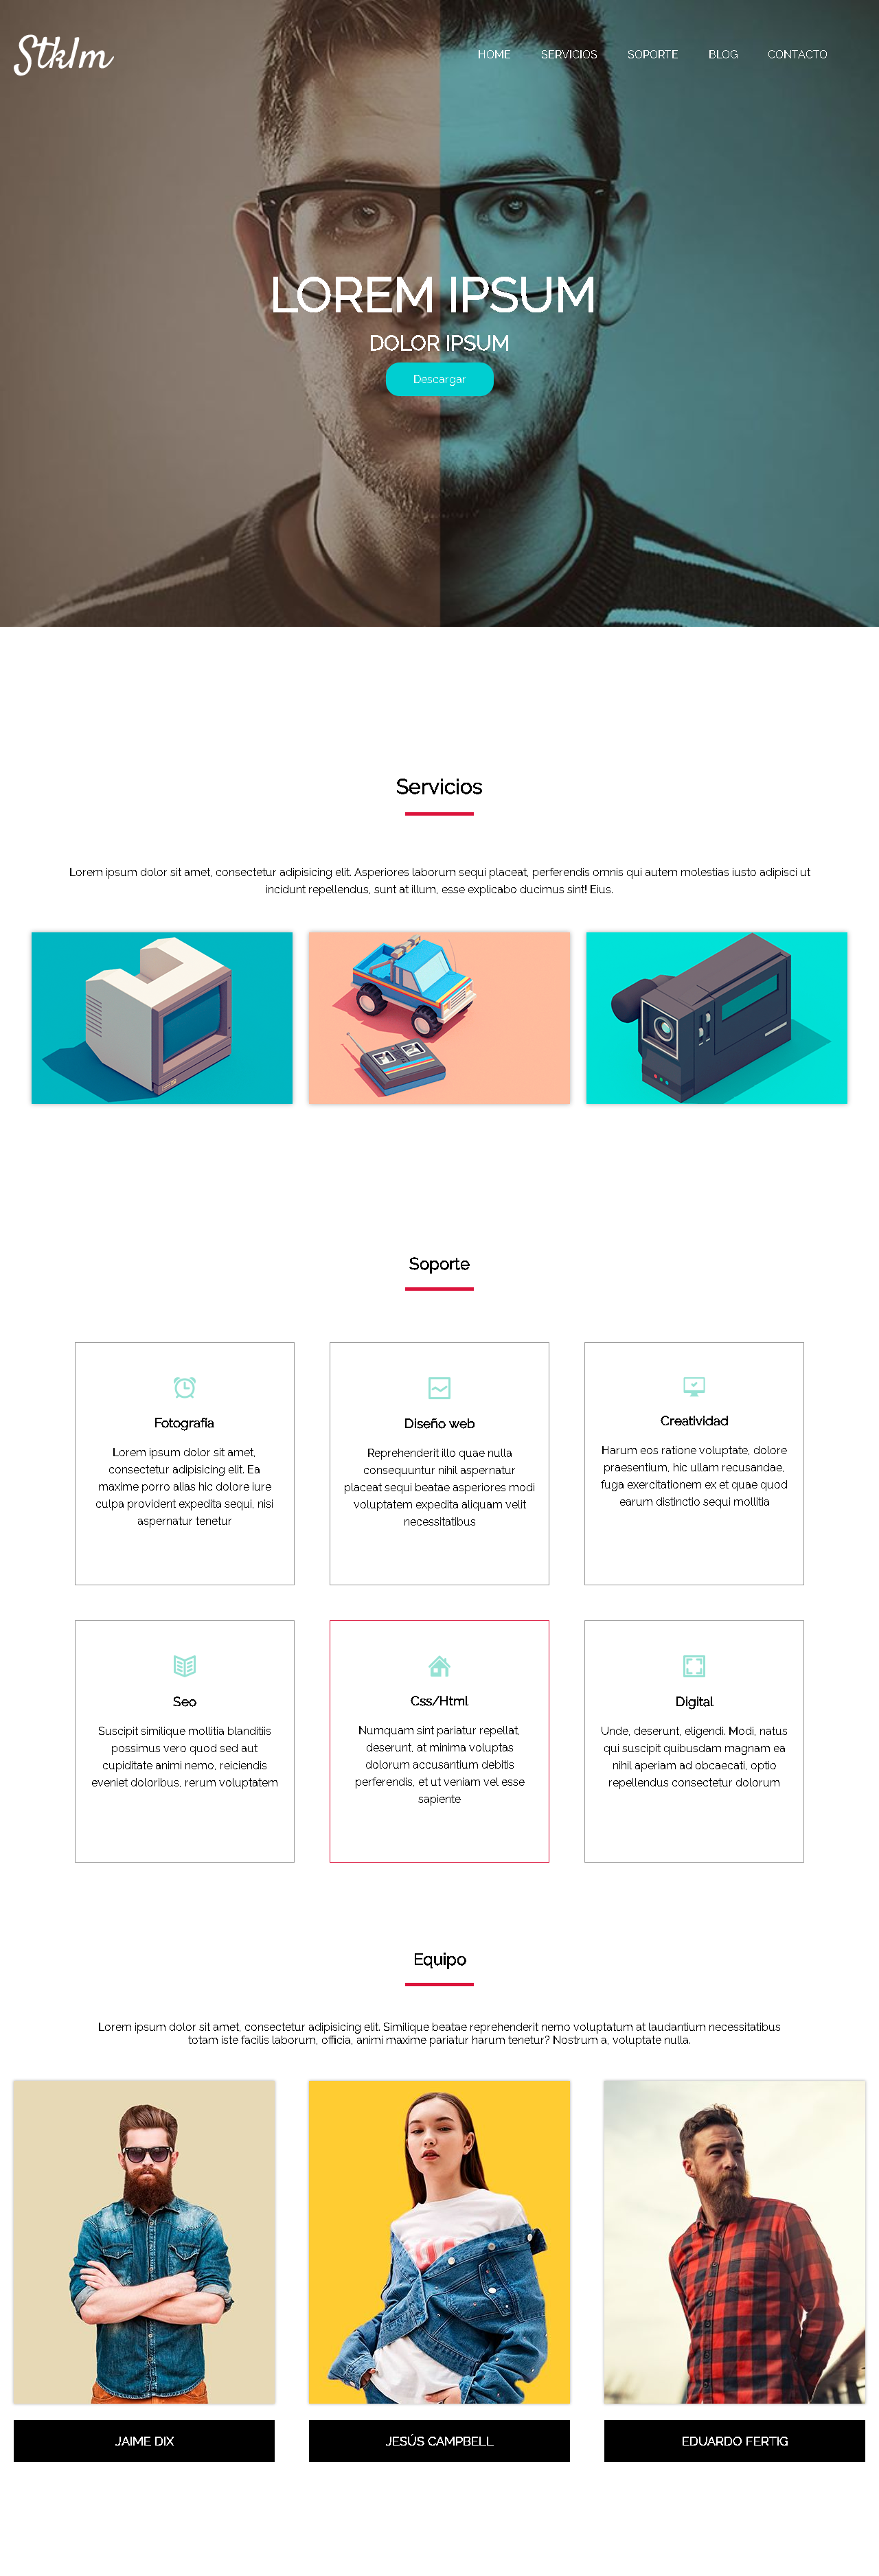 Stklm
HOME SERVICIOS SOPORTE BLOG CONTACTO
LOREM IPSUM
DOLOR IPSUM
Descargar
Servicios
Lorem ipsum dolor sit amet, consectetur adipisicing elit. Asperiores laborum sequi placeat, perferendis omnis qui autem molestias iusto adipisci ut
incidunt repellendus, sunt at illum, esse explicabo ducimus sint! Eius.
Soporte
Fotografía
Lorem ipsum dolor sit amet,
consectetur adipisicing elit. Ea
maxime porro alias hic dolore iure
culpa provident expedita sequi, nisi
aspernatur tenetur
Diseño web
Reprehenderit illo quae nulla
consequuntur nihil aspernatur
placeat sequi beatae asperiores modi
voluptatem expedita aliquam velit
necessitatibus
Creatividad
Harum eos ratione voluptate, dolore
praesentium, hic ullam recusandae,
fuga exercitationem ex et quae quod
earum distinctio sequi mollitia
Seo
Suscipit similique mollitia blanditiis
possimus vero quod sed aut
cupiditate animi nemo, reiciendis
eveniet doloribus, rerum voluptatem
Css/Html
Numquam sint pariatur repellat,
deserunt, at minima voluptas
dolorum accusantium debitis
perferendis, et ut veniam vel esse
sapiente
Digital
Unde, deserunt, eligendi. Modi, natus
qui suscipit quibusdam magnam ea
nihil aperiam ad obcaecati, optio
repellendus consectetur dolorum
Equipo
Lorem ipsum dolor sit amet, consectetur adipisicing elit. Similique beatae reprehenderit nemo voluptatum at laudantium necessitatibus
totam iste facilis laborum, officia, animi maxime pariatur harum tenetur? Nostrum a, voluptate nulla.
JAIME DIX
JESÚS CAMPBELL
EDUARDO FERTIG